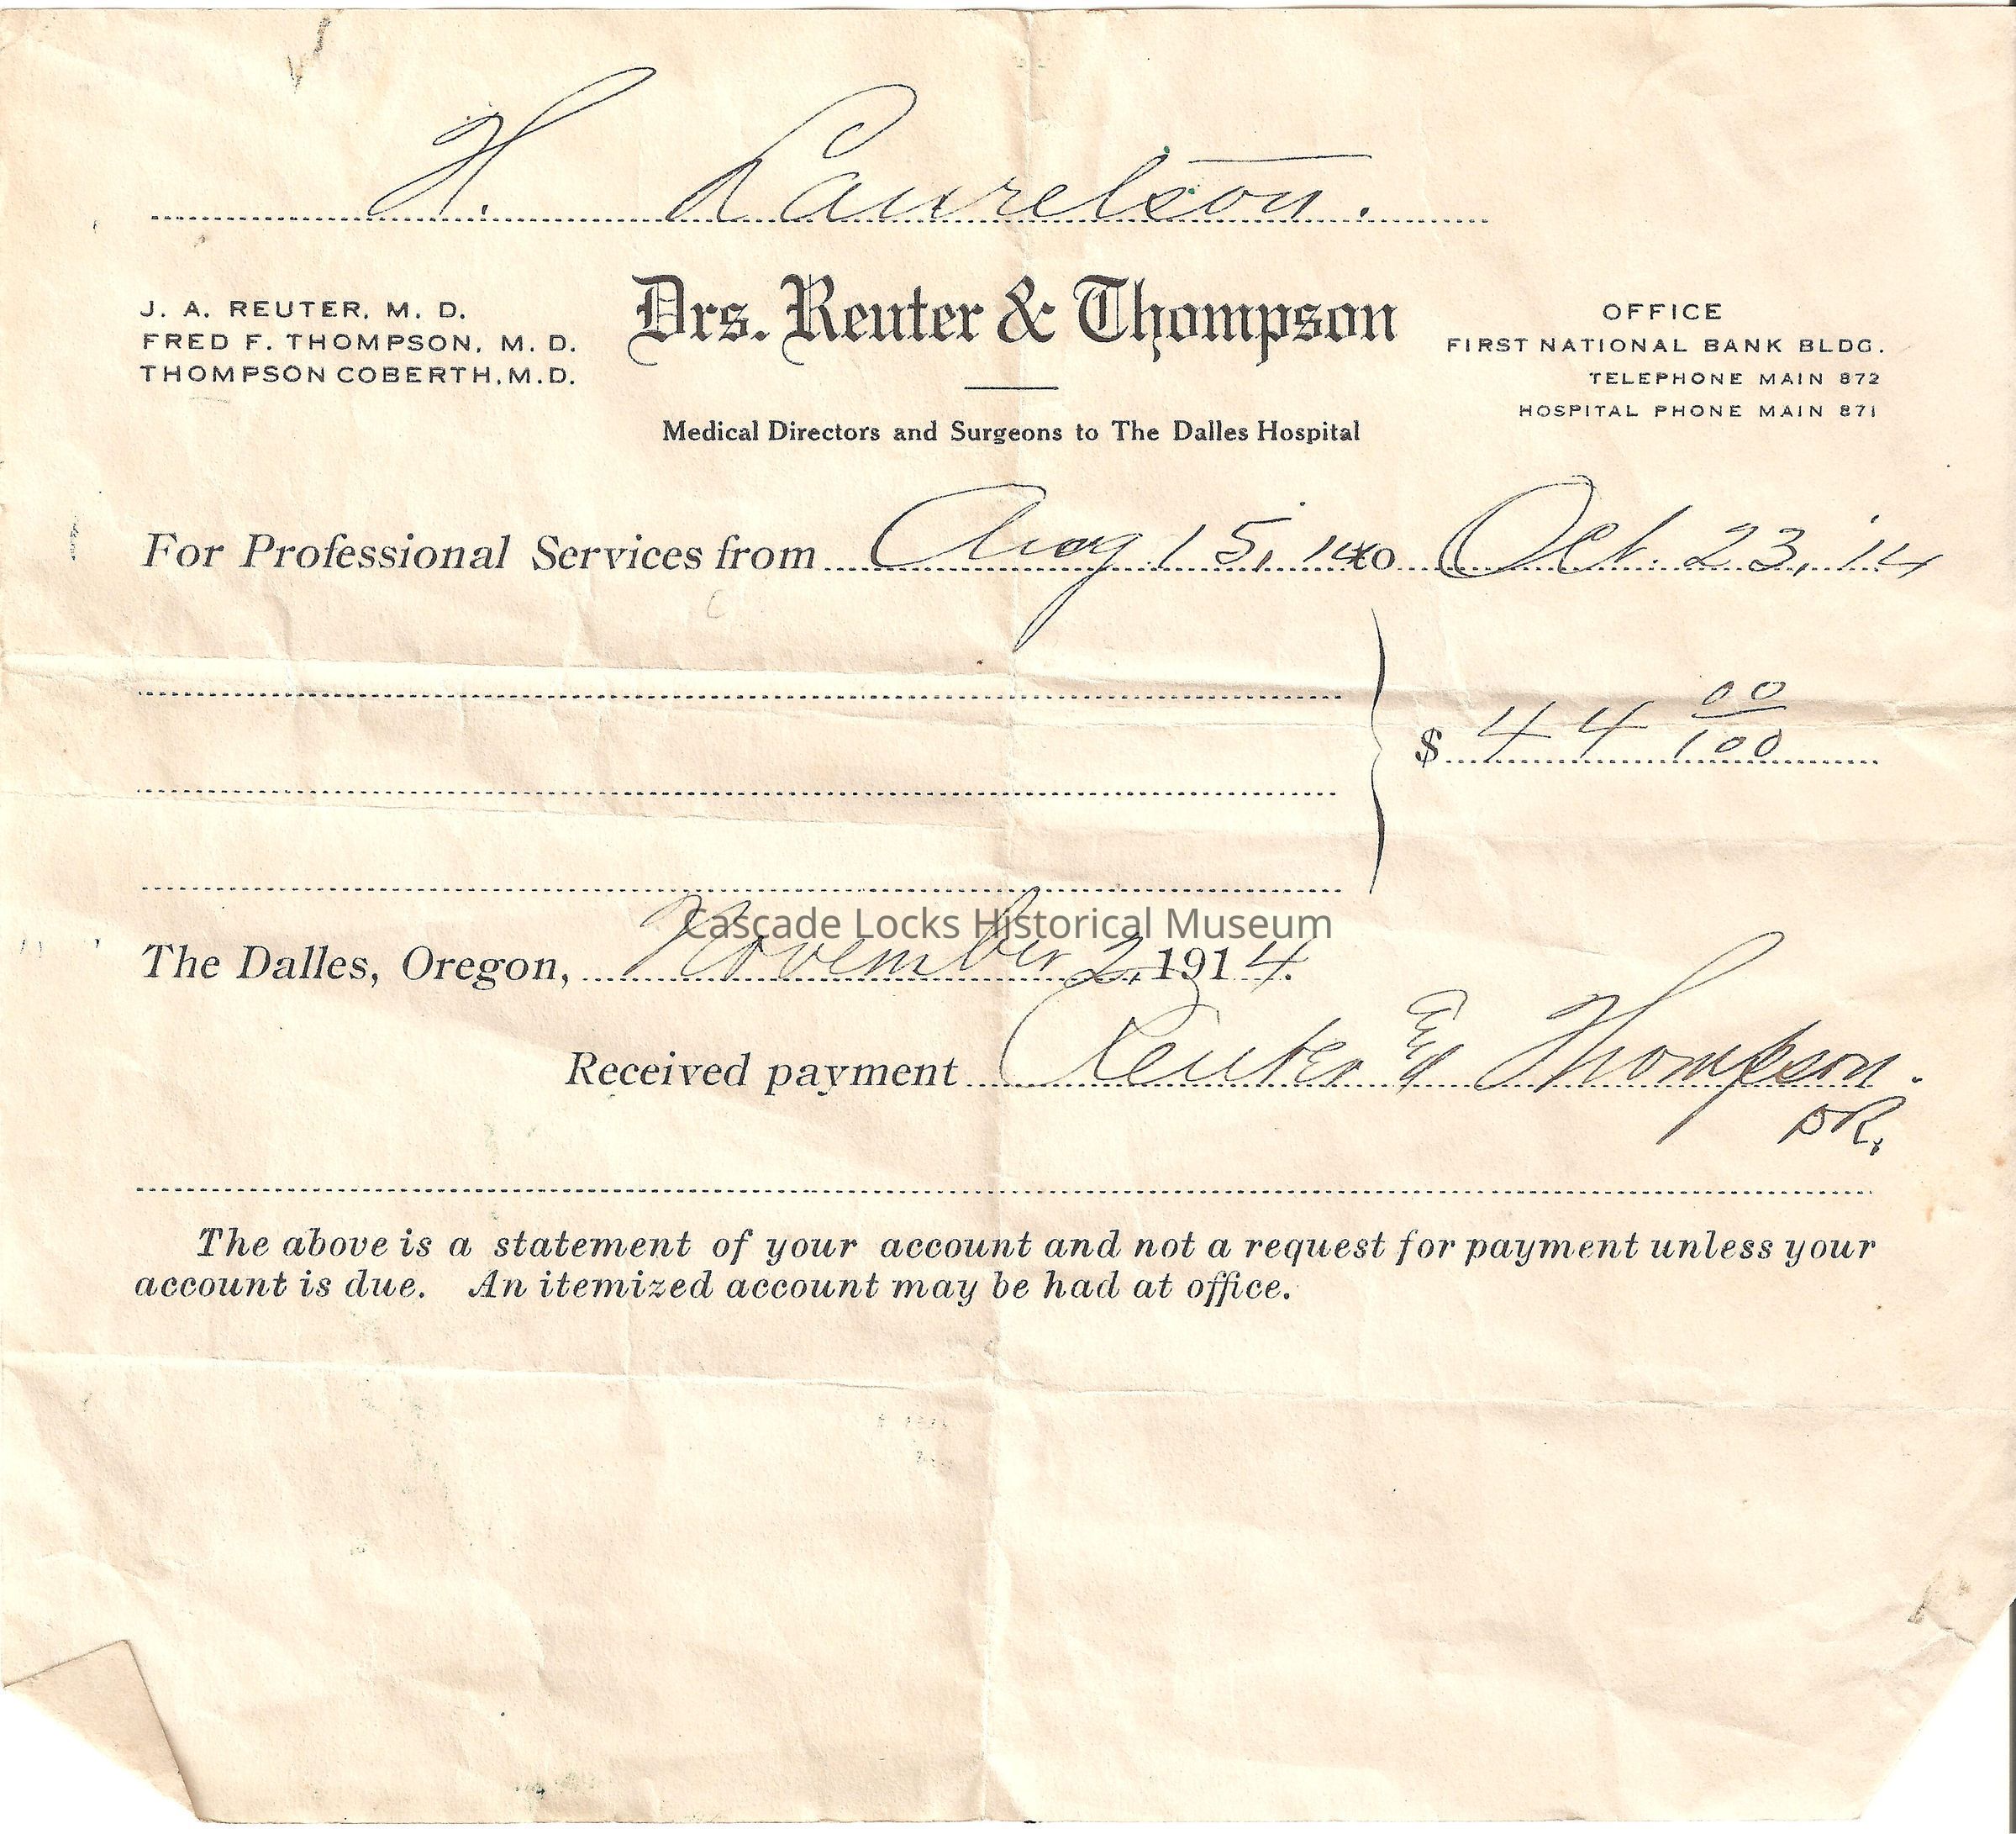 H. Laurelson.
J. A. REUTER, M. D.
FRED F. THOMPSON, M. D.
THOMPSON COBERTH, M.D.
Drs. Reuter & Thompson
Medical Directors and Surgeons to The Dalles Hospital
OFFICE
FIRST NATIONAL BANK BLDG.
TELEPHONE MAIN 872
HOSPITAL PHONE MAIN 871
For Professional Services from Aug 15, 14 to Oct. 23, '14
$ 44 00/100
Cascade Locks Historical Museum
The Dalles, Oregon, November 2, 1914.
Received payment Reuter & Thompson.
DR.
The above is a statement of your account and not a request for payment unless your
account is due. An itemized account may be had at office.